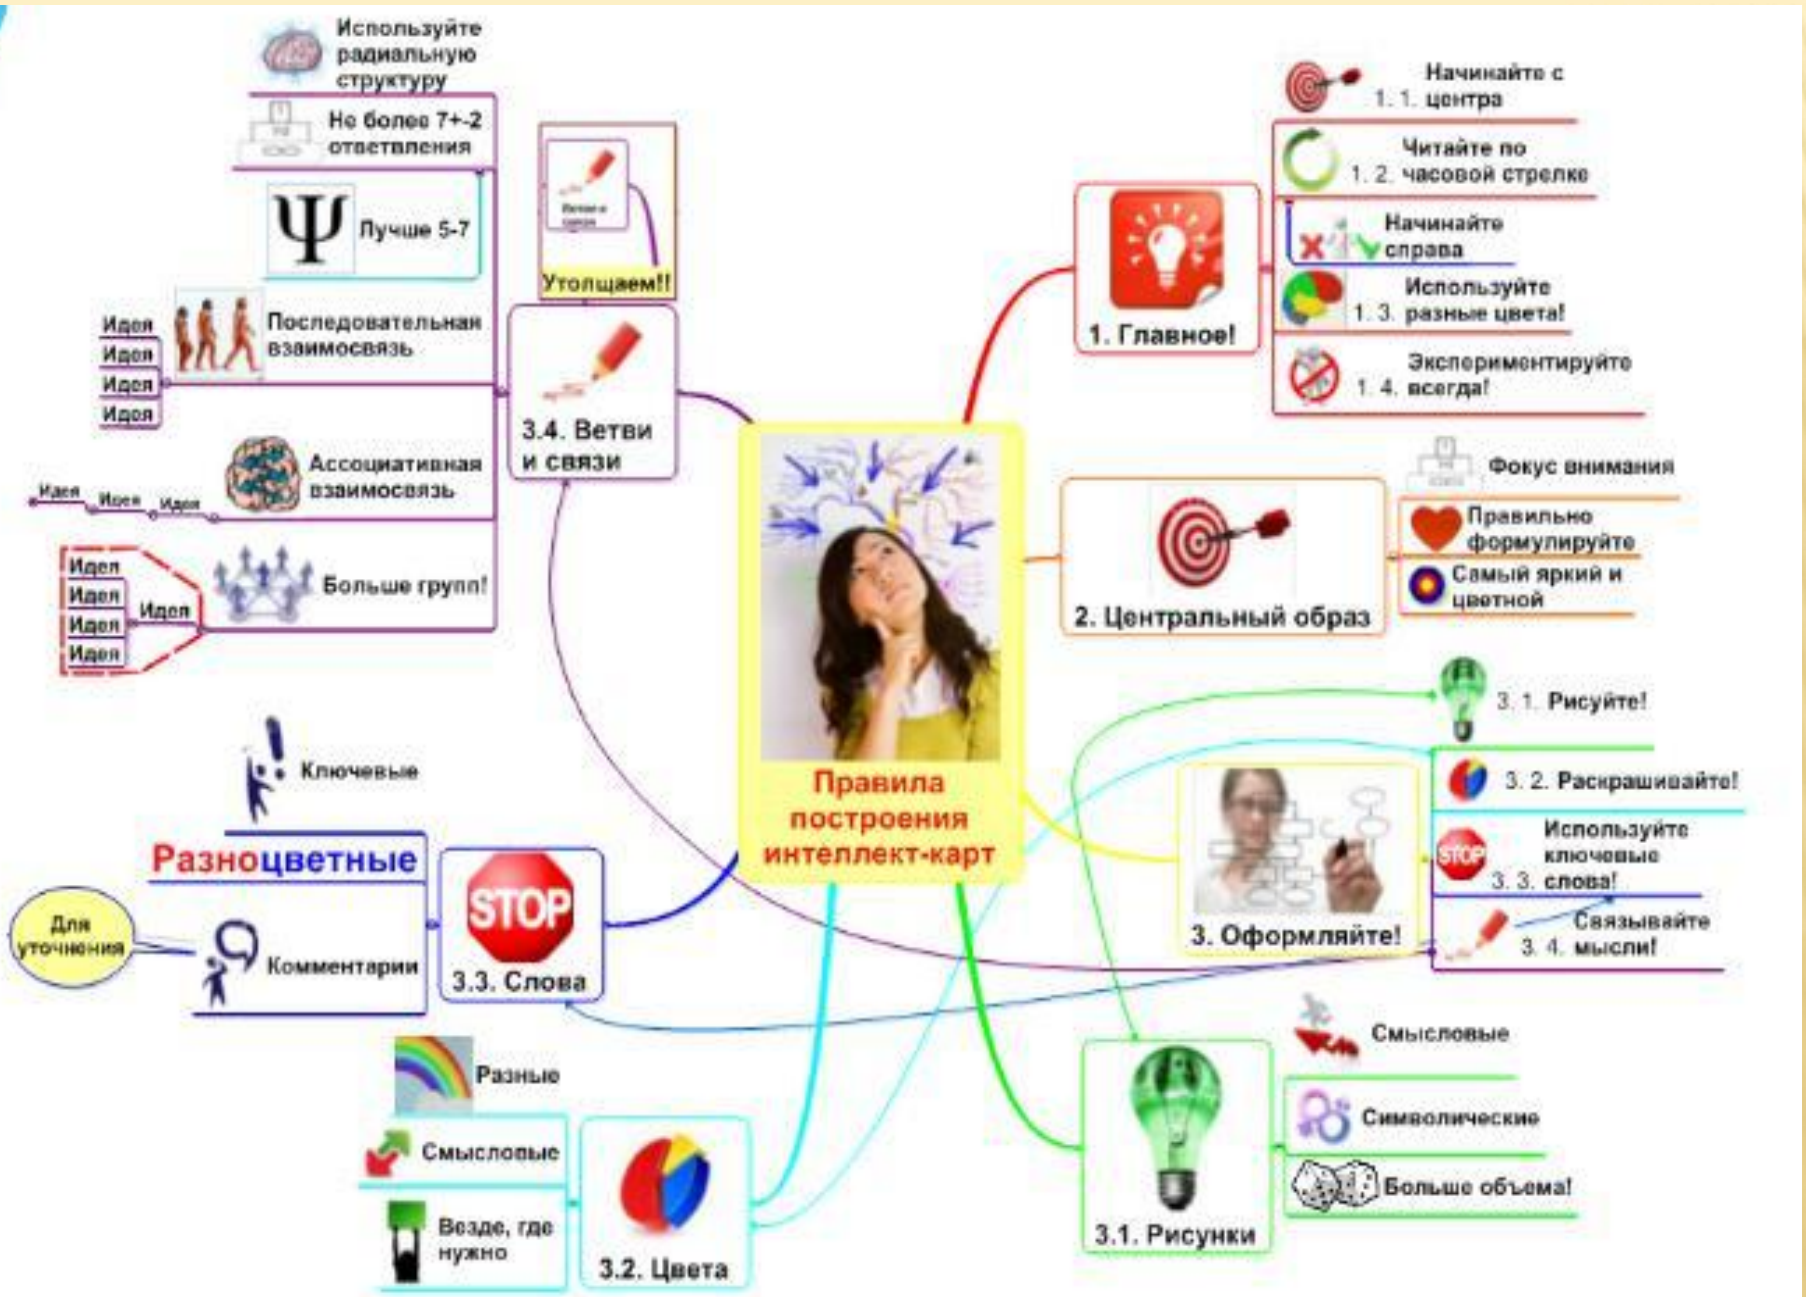 Правила
построения
интеллект-карт
1. Главное!
Начинайте с
1. 1. центра
Читайте по
1. 2. часовой стрелке
Начинайте
справа
Используйте
1. 3. разные цвета!
Экспериментируйте
1. 4. всегда!
2. Центральный образ
Фокус внимания
Правильно
формулируйте
Самый яркий и
цветной
3. Оформляйте!
3. 1. Рисуйте!
3. 2. Раскрашивайте!
STOP
Используйте
ключевые
3. 3. слова!
Связывайте
3. 4. мысли!
3.1. Рисунки
Смысловые
Символические
Больше объема!
3.2. Цвета
Разные
Смысловые
Везде, где
нужно
STOP
3.3. Слова
Ключевые
Разноцветные
Комментарии
Для
уточнения
3.4. Ветви
и связи
Утолщаем!!
Используйте
радиальную
структуру
Не более 7+-2
ответвления
Ψ
Лучше 5-7
Последовательная
взаимосвязь
Идея
Идея
Идея
Идея
Ассоциативная
взаимосвязь
Идея
Идея
Идея
Больше групп!
Идея
Идея
Идея
Идея
Идея